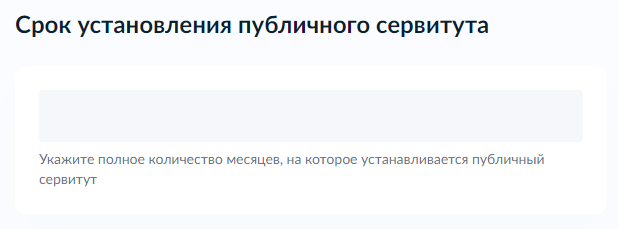 Срок установления публичного сервитута
Укажите полное количество месяцев, на которое устанавливается публичный
сервитут